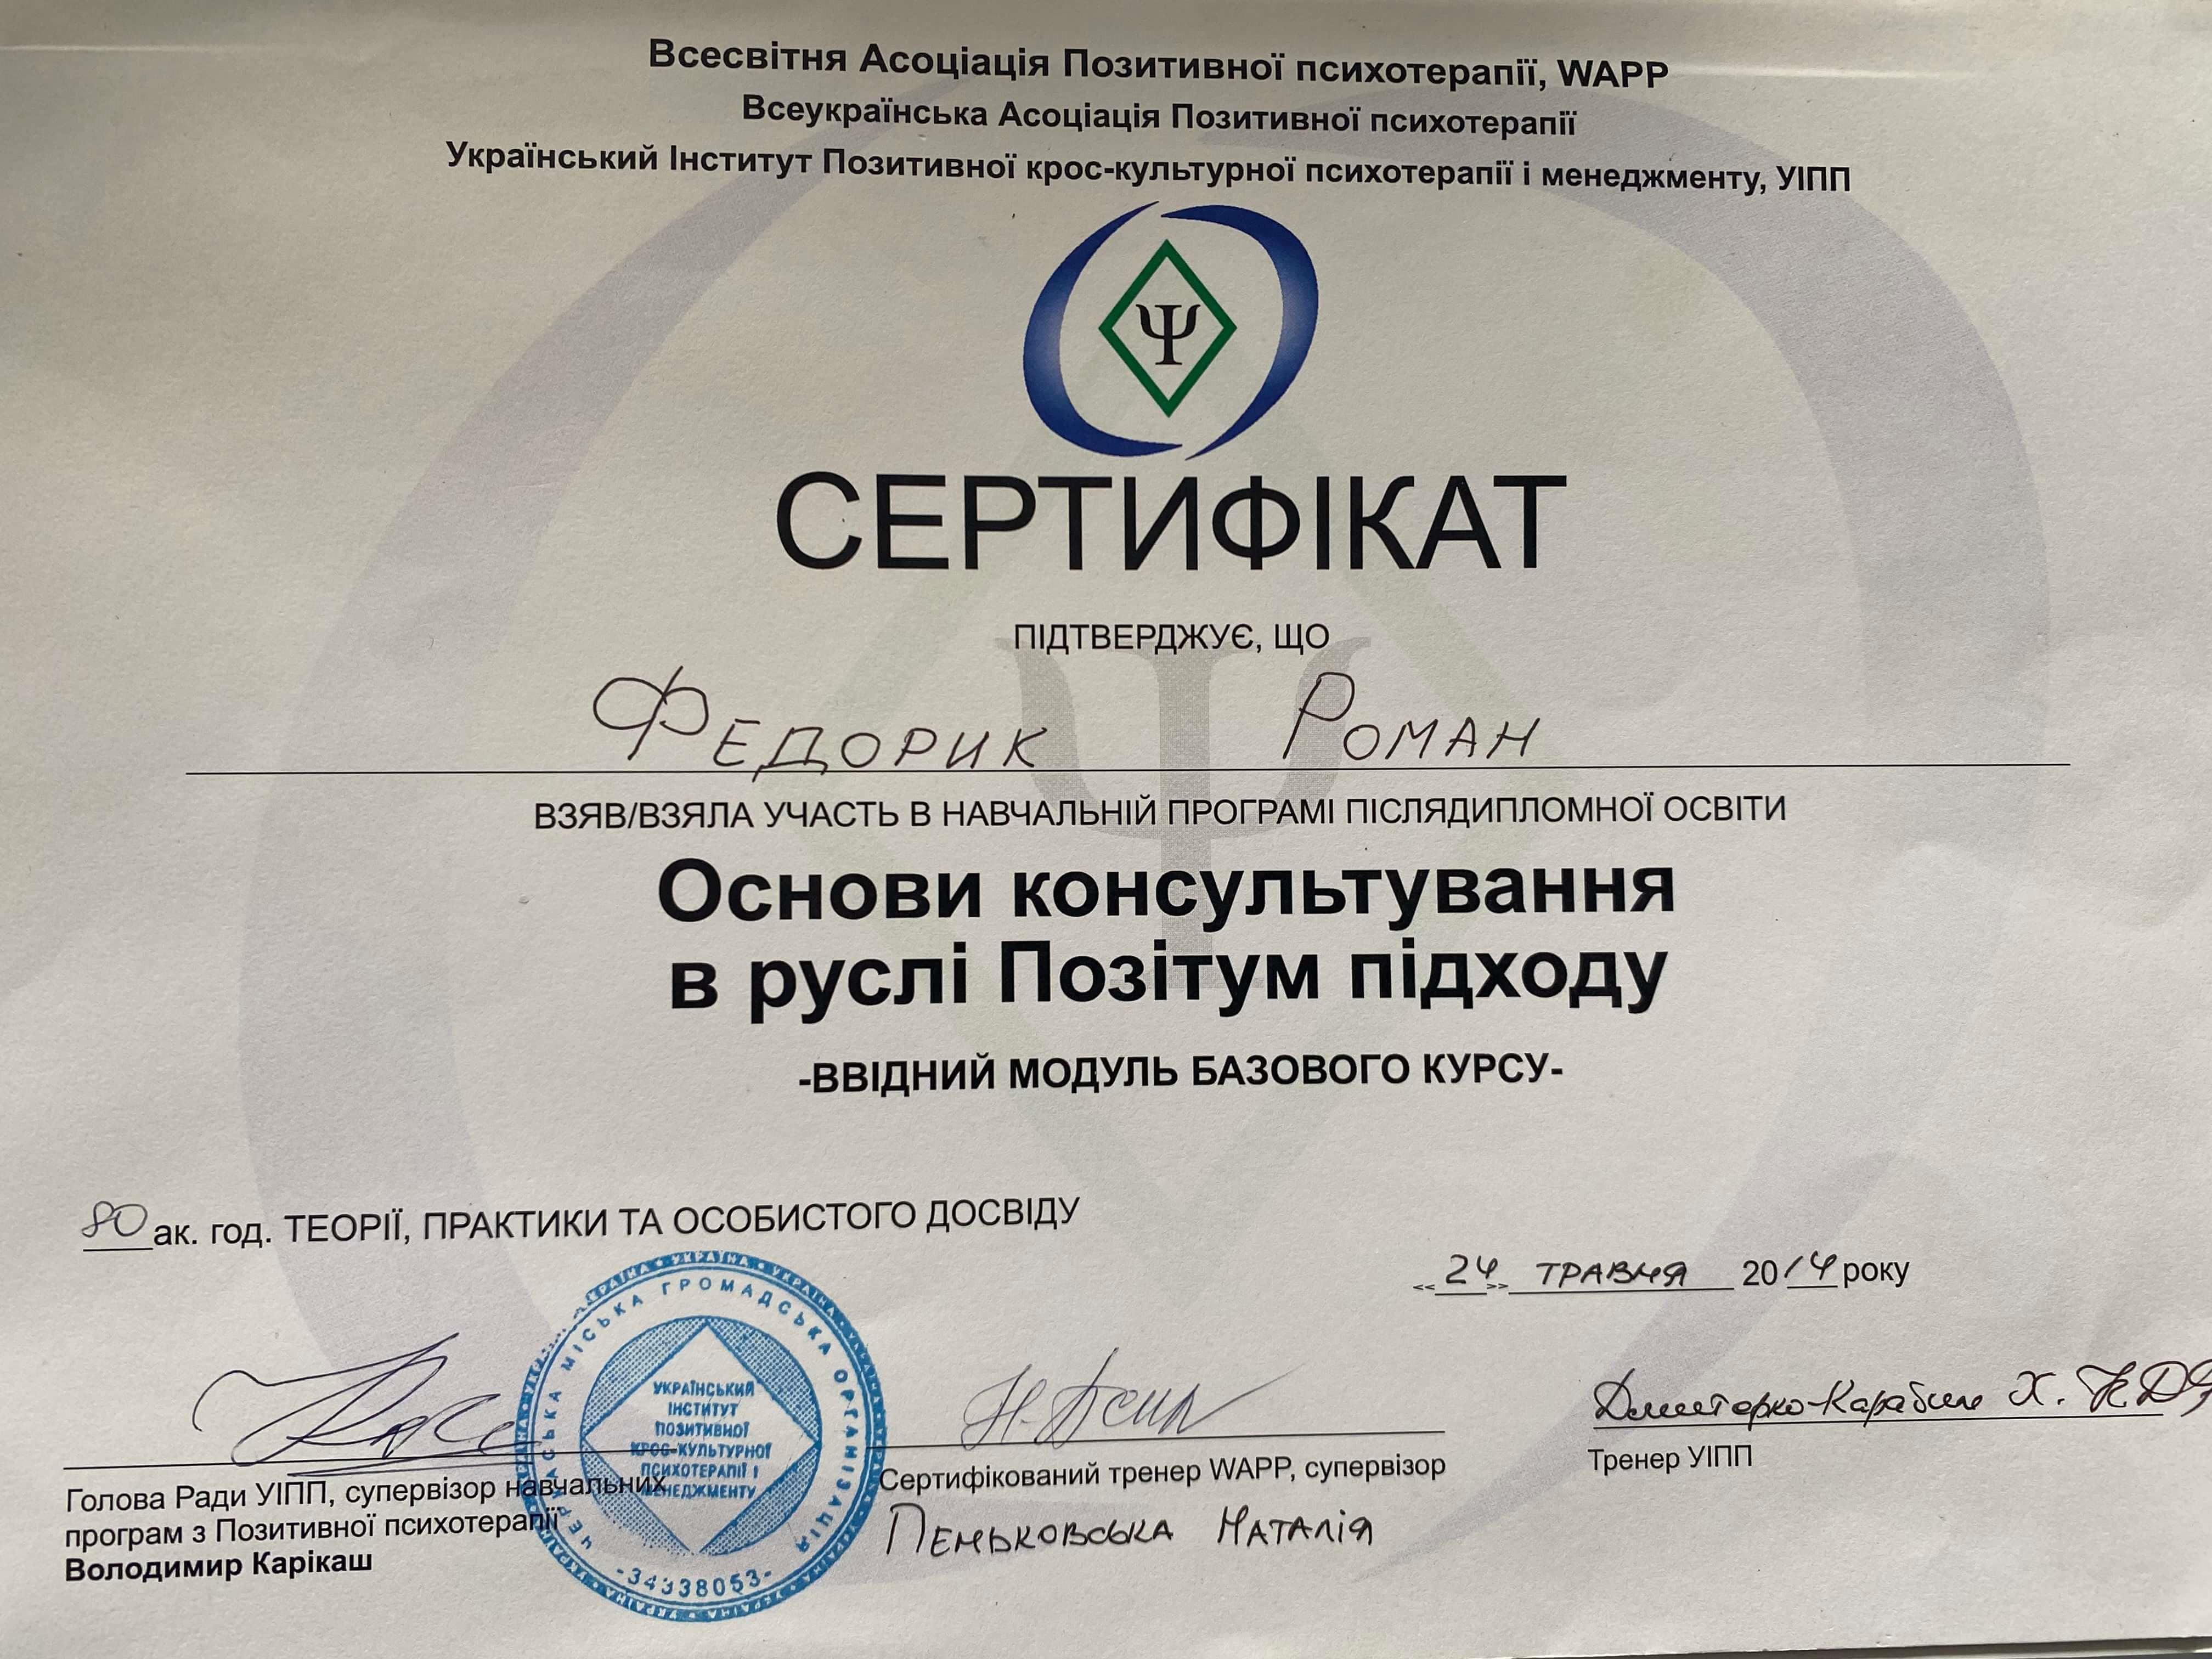 Всесвітня Асоціація Позитивної психотерапії, WAPP
Всеукраїнська Асоціація Позитивної психотерапії
Український Інститут Позитивної крос-культурної психотерапії і менеджменту, УІПП
Ψ
СЕРТИФІКАТ
ПІДТВЕРДЖУЄ, ЩО
ФЕДОРИК РОМАН
ВЗЯВ/ВЗЯЛА УЧАСТЬ В НАВЧАЛЬНІЙ ПРОГРАМІ ПІСЛЯДИПЛОМНОЇ ОСВІТИ
Основи консультування
в руслі Позітум підходу
-ВВІДНИЙ МОДУЛЬ БАЗОВОГО КУРСУ-
80 ак. год. ТЕОРІЇ, ПРАКТИКИ ТА ОСОБИСТОГО ДОСВІДУ
«24» ТРАВНЯ 2014 року
Голова Ради УІПП, супервізор навчальних
програм з Позитивної психотерапії
Володимир Карікаш
ЧЕРКАСЬКА МІСЬКА ГРОМАДСЬКА ОРГАНІЗАЦІЯ
УКРАЇНСЬКИЙ
ІНСТИТУТ
ПОЗИТИВНОЇ
КРОС-КУЛЬТУРНОЇ
ПСИХОТЕРАПІЇ І
МЕНЕДЖМЕНТУ
-34338053-
Сертифікований тренер WAPP, супервізор
ПЕНЬКОВСЬКА НАТАЛІЯ
Х.
Тренер УІПП